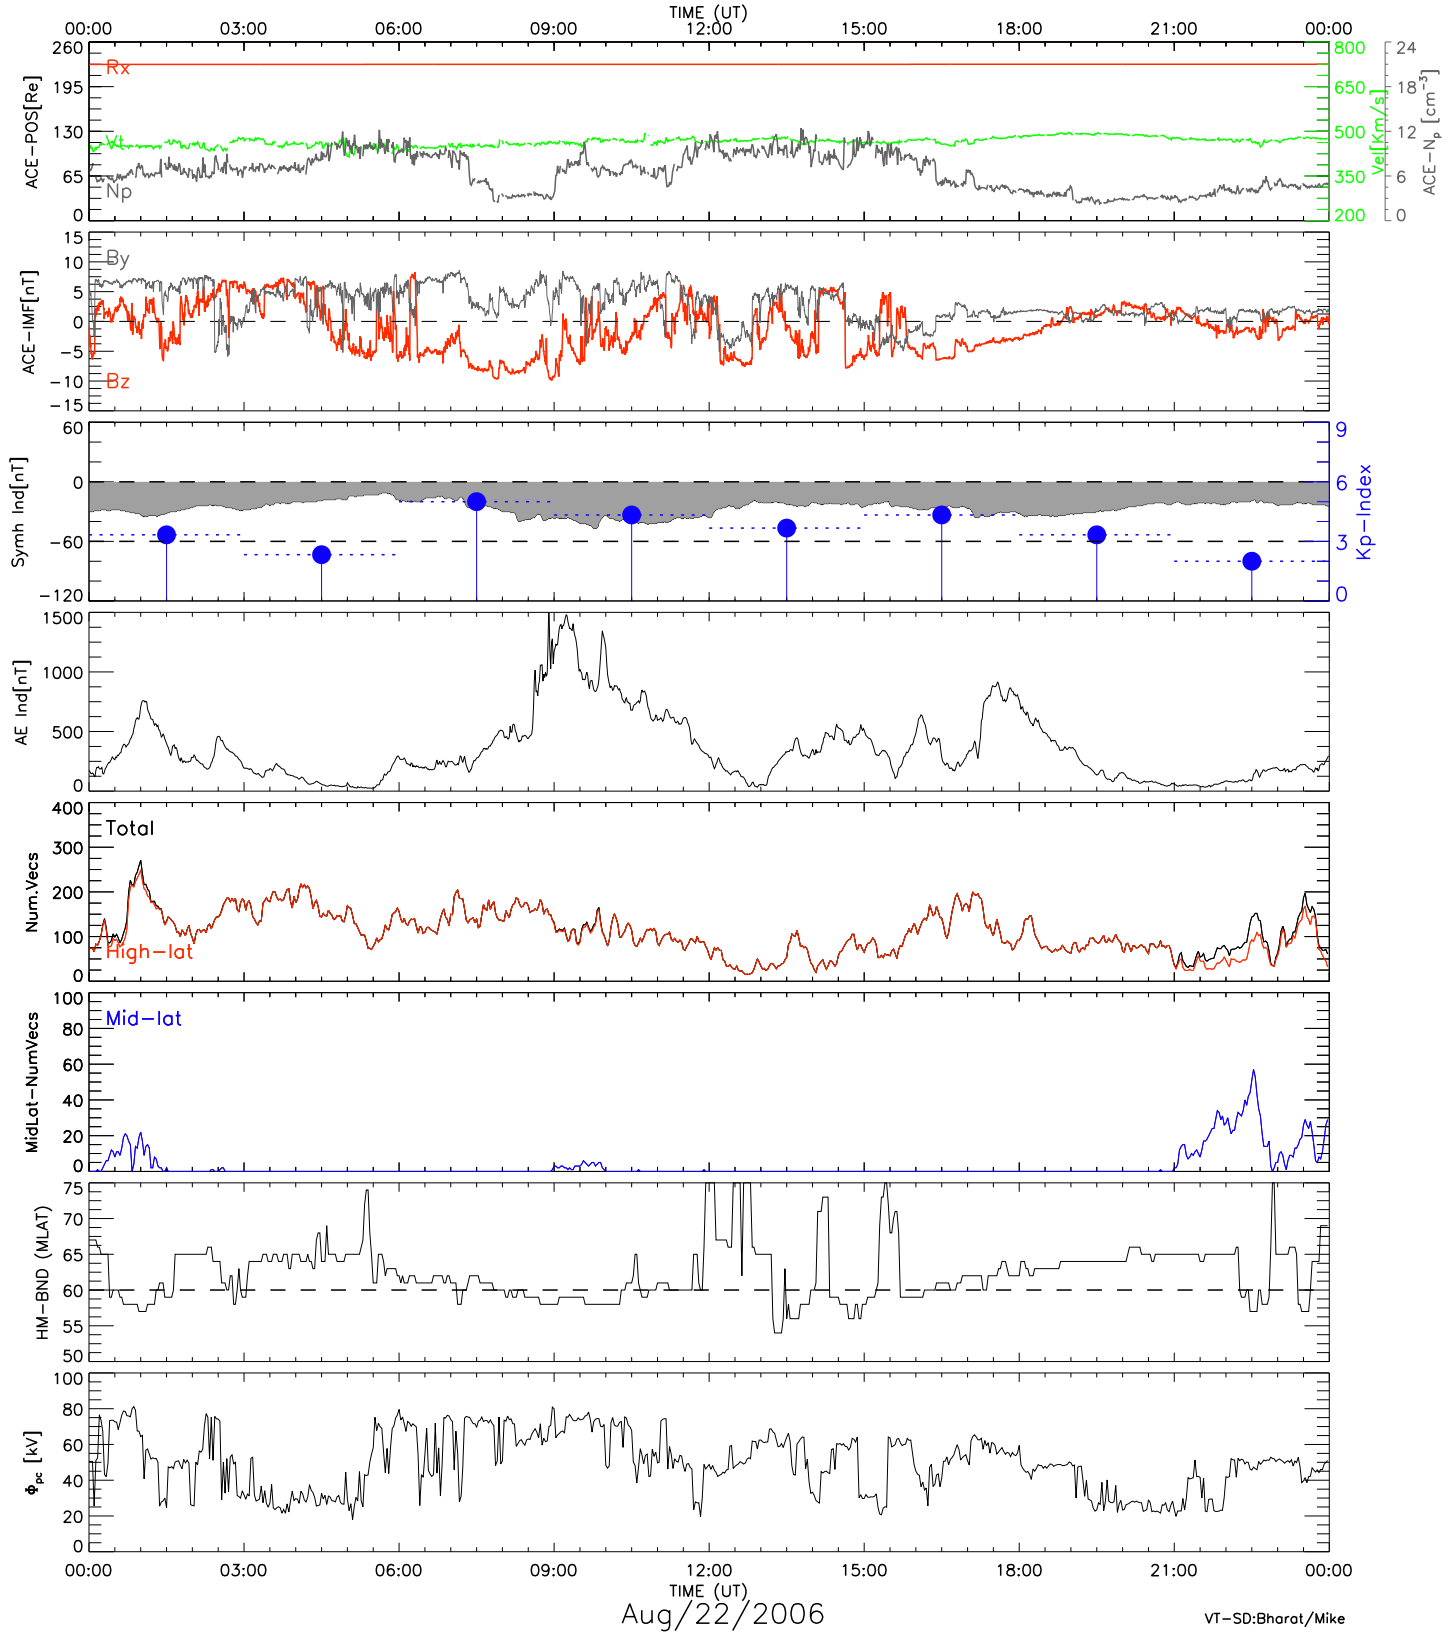 TIME (UT)
00:00 03:00 06:00 09:00 12:00 15:00 18:00 21:00 00:00
ACE-POS[Re]
260
195
130
65
0
Rx
Vt
Np
800
650
500
350
200
Vel[Km/s]
24
18
12
6
0
ACE-Np [cm-3]
ACE-IMF[nT]
15
10
5
0
-5
-10
-15
By
Bz
Symh Ind[nT]
60
0
-60
-120
9
6
3
0
Kp-Index
AE Ind[nT]
1500
1000
500
0
Num.Vecs
400
300
200
100
0
Total
High-lat
MidLat-NumVecs
100
80
60
40
20
0
Mid-lat
HM-BND (MLAT)
75
70
65
60
55
50
Φpc [kV]
100
80
60
40
20
0
00:00 03:00 06:00 09:00 12:00 15:00 18:00 21:00 00:00
TIME (UT)
Aug/22/2006
VT-SD:Bharat/Mike